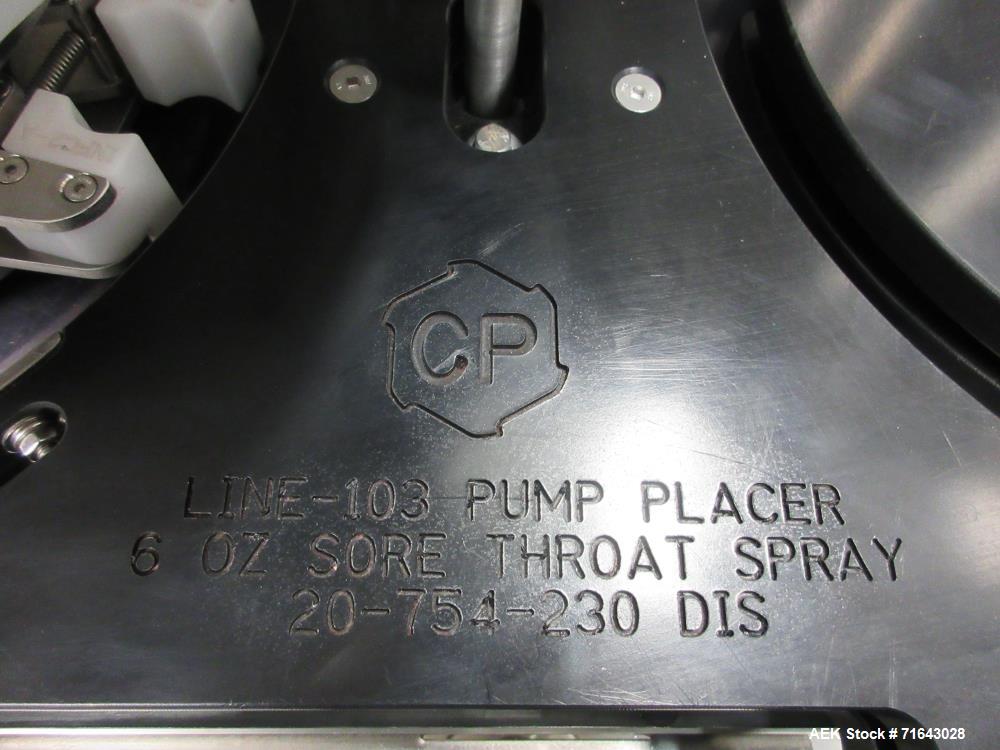 CP
LINE-103 PUMP PLACER
6 OZ SORE THROAT SPRAY
20-754-230 DIS
AEK Stock #71643028